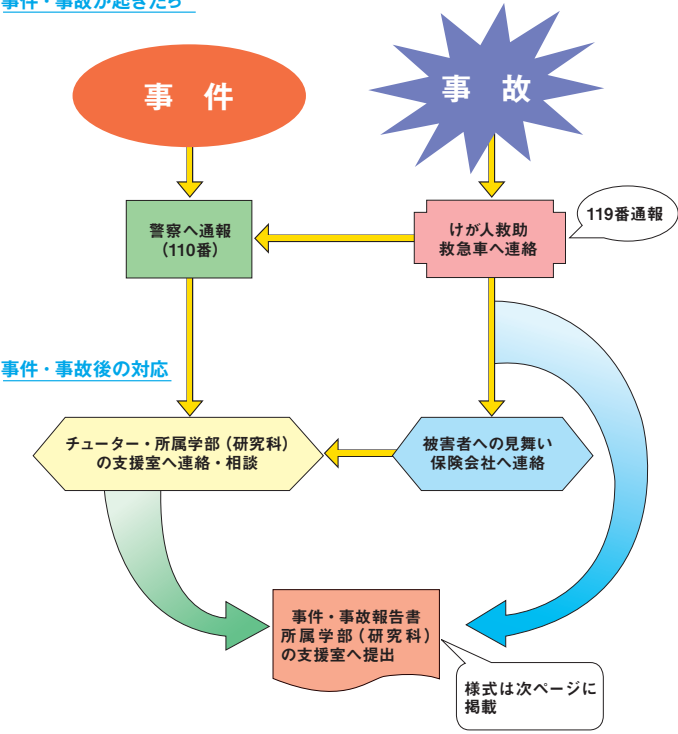 事件・事故が起きたら
事 件
事 故
警察へ通報
（110番）
けが人救助
救急車へ連絡
119番通報
事件・事故後の対応
チューター・所属学部（研究科）
の支援室へ連絡・相談
被害者への見舞い
保険会社へ連絡
事件・事故報告書
所属学部（研究科）
の支援室へ提出
様式は次ページに
掲載